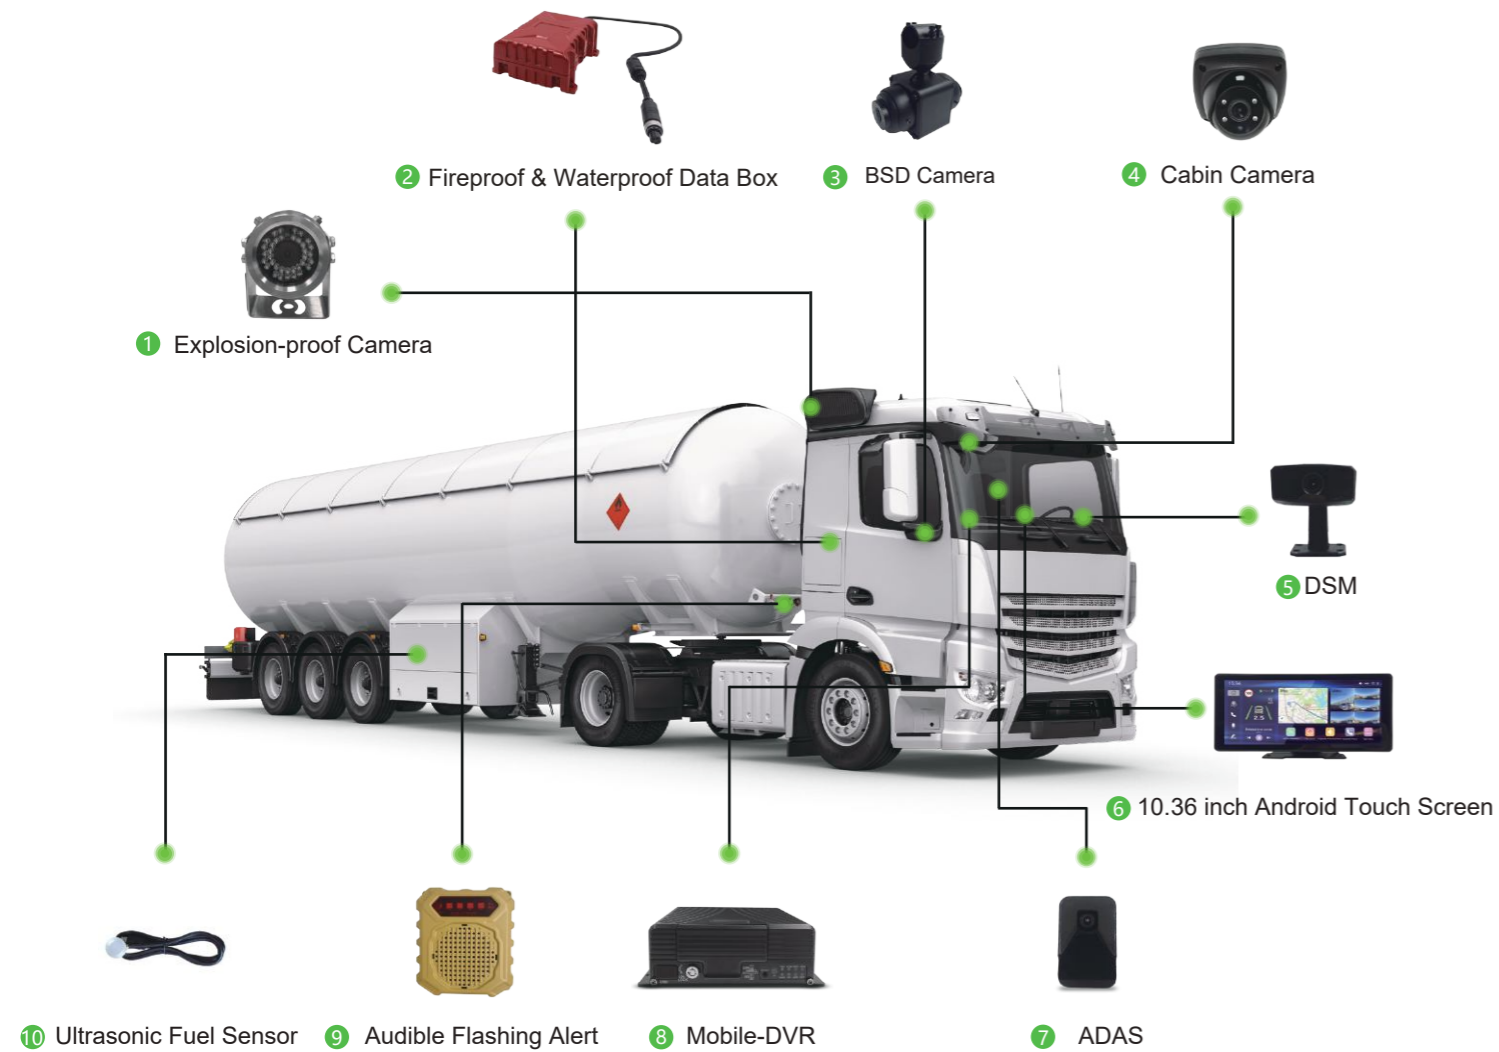 2 Fireproof & Waterproof Data Box
3 BSD Camera
4 Cabin Camera
1 Explosion-proof Camera
5 DSM
6 10.36 inch Android Touch Screen
10 Ultrasonic Fuel Sensor
9 Audible Flashing Alert
8 Mobile-DVR
7 ADAS